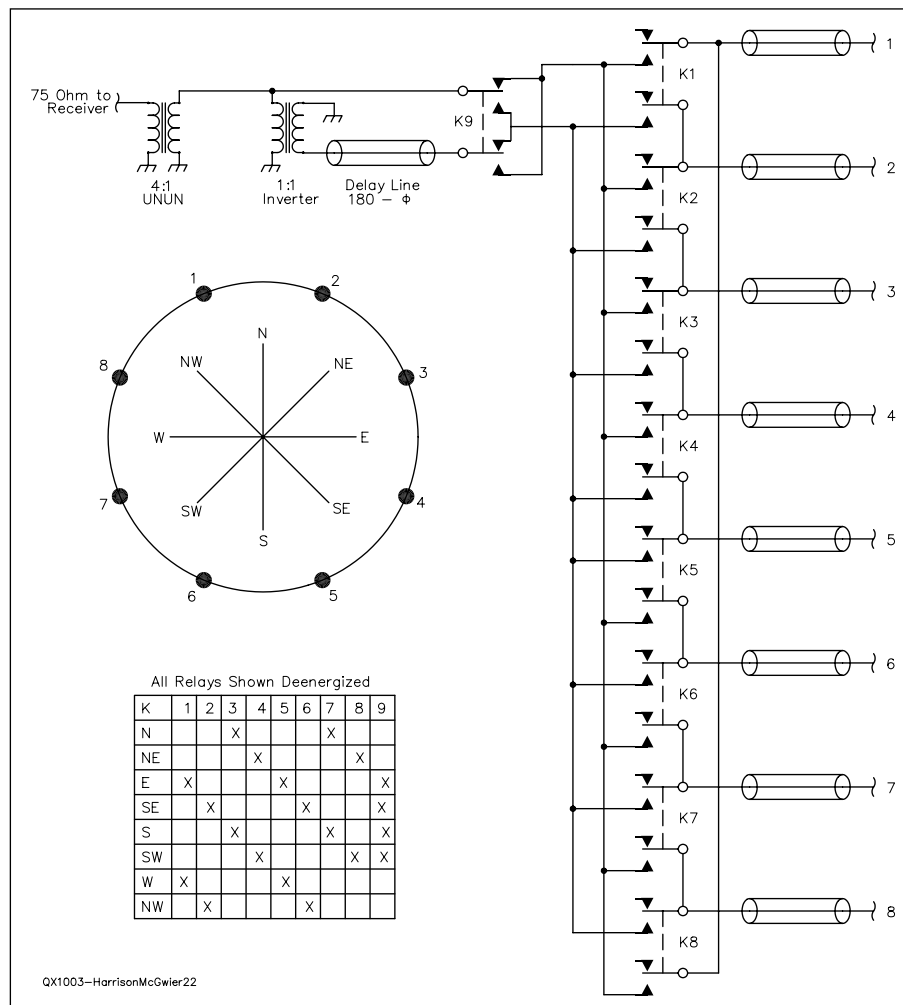 75 Ohm to
Receiver
4:1
UNUN
1:1
Inverter
Delay Line
180 − Φ
K9
K1
K2
K3
K4
K5
K6
K7
K8
1
2
3
4
5
6
7
8
1
2
3
4
5
6
7
8
N
NE
E
SE
S
SW
W
NW
All Relays Shown Deenergized
K 1 2 3 4 5 6 7 8 9
N X X
NE X X
E X X X
SE X X X
S X X X
SW X X X
W X X
NW X X
QX1003-HarrisonMcGwier22